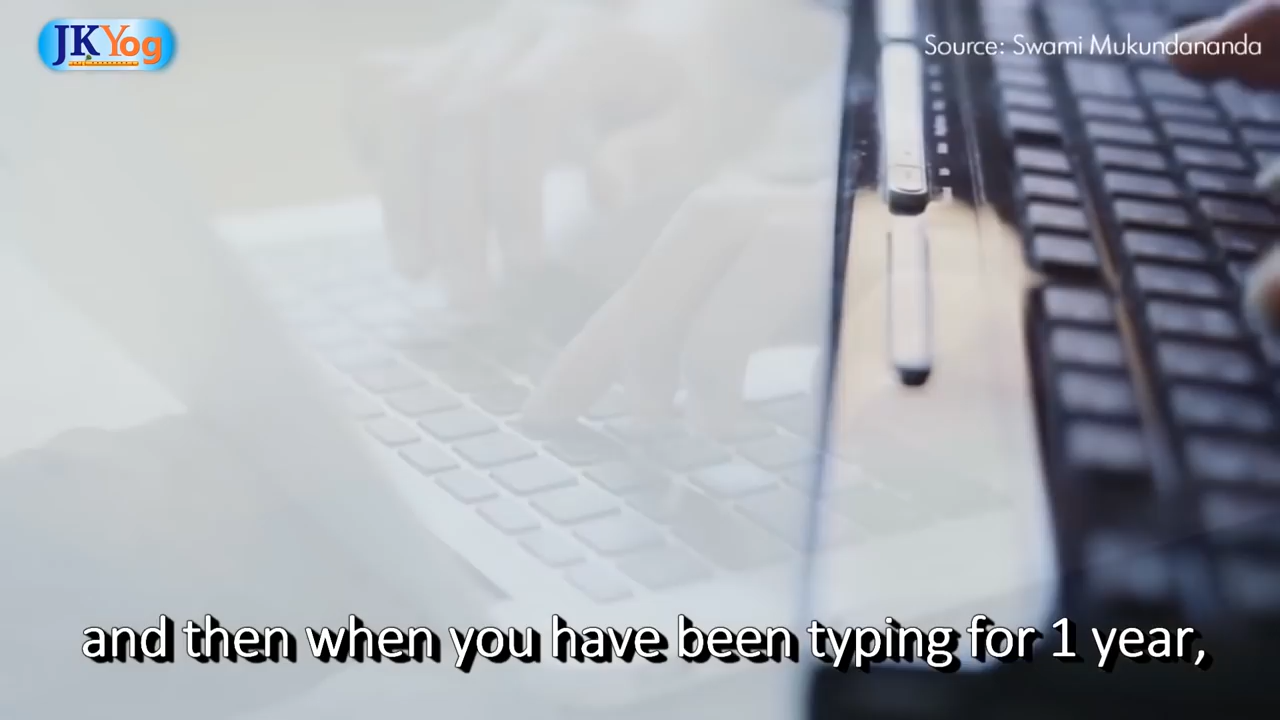 JKYog
Source: Swami Mukundananda
and then when you have been typing for 1 year,